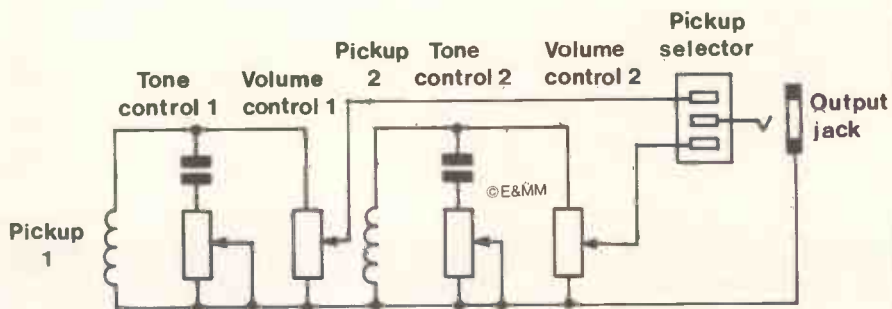 Pickup
selector
Pickup
2
Tone
control 2
Volume
control 2
Tone
control 1
Volume
control 1
Output
jack
©E&MM
Pickup
1